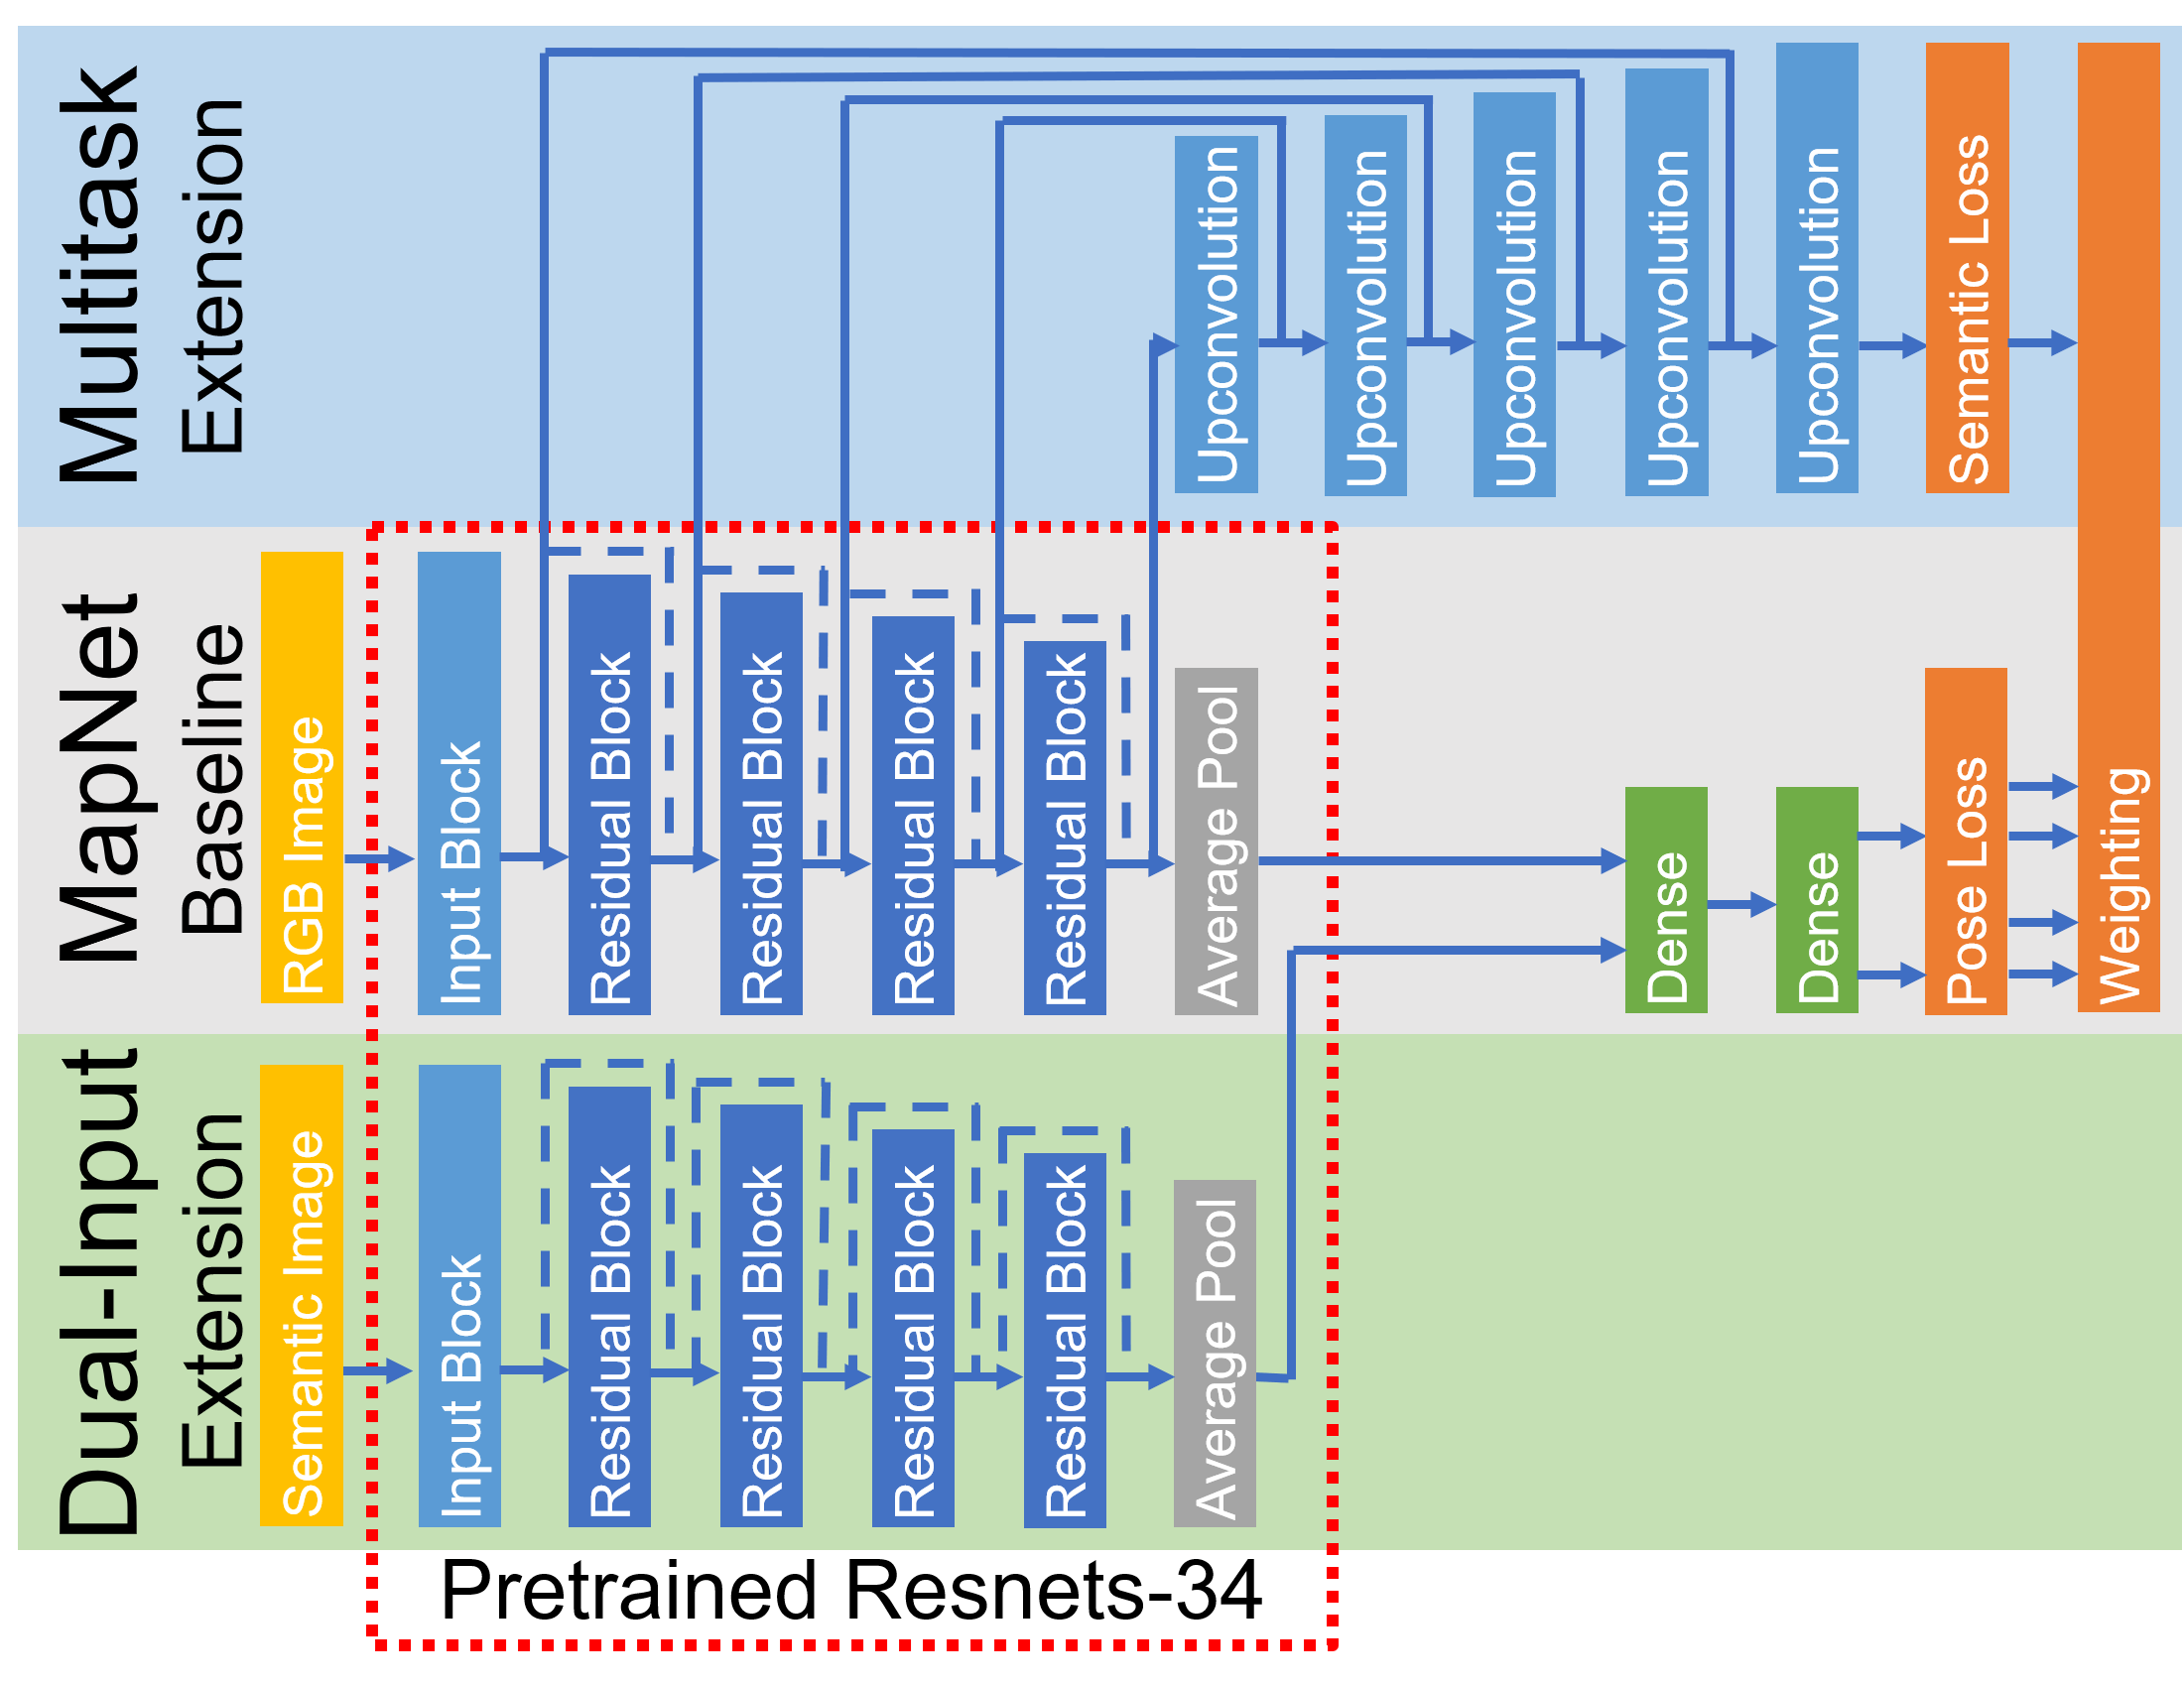 Multitask
Extension
Upconvolution
Upconvolution
Upconvolution
Upconvolution
Upconvolution
Semantic Loss
MapNet
Baseline
RGB Image
Input Block
Residual Block
Residual Block
Residual Block
Residual Block
Average Pool
Dense
Dense
Pose Loss
Weighting
Dual-Input
Extension
Semantic Image
Input Block
Residual Block
Residual Block
Residual Block
Residual Block
Average Pool
Pretrained Resnets-34